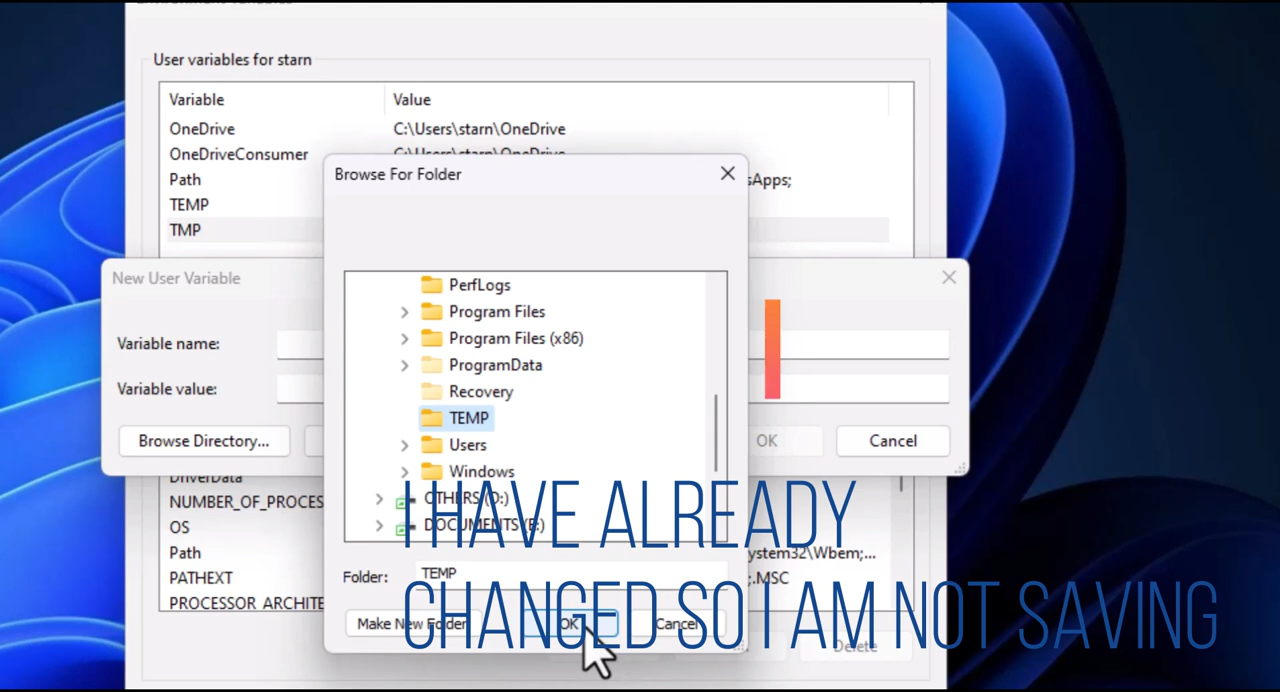 User variables for starn
Variable Value
OneDrive C:\Users\starn\OneDrive
OneDriveConsumer C:\Users\starn\OneDrive
Path sApps;
TEMP
TMP
Browse For Folder
New User Variable
PerfLogs
Program Files
Program Files (x86)
ProgramData
Recovery
TEMP
Users
Windows
OTHERS (D:)
DOCUMENTS (E:)
Variable name:
Variable value:
Browse Directory...
OK Cancel
DriverData
NUMBER_OF_PROCES
OS
Path ystem32\Wbem;...
PATHEXT ;.MSC
PROCESSOR_ARCHITE
Folder: TEMP
Make New Folder OK Cancel
Delete
I HAVE ALREADY
CHANGED SO I AM NOT SAVING